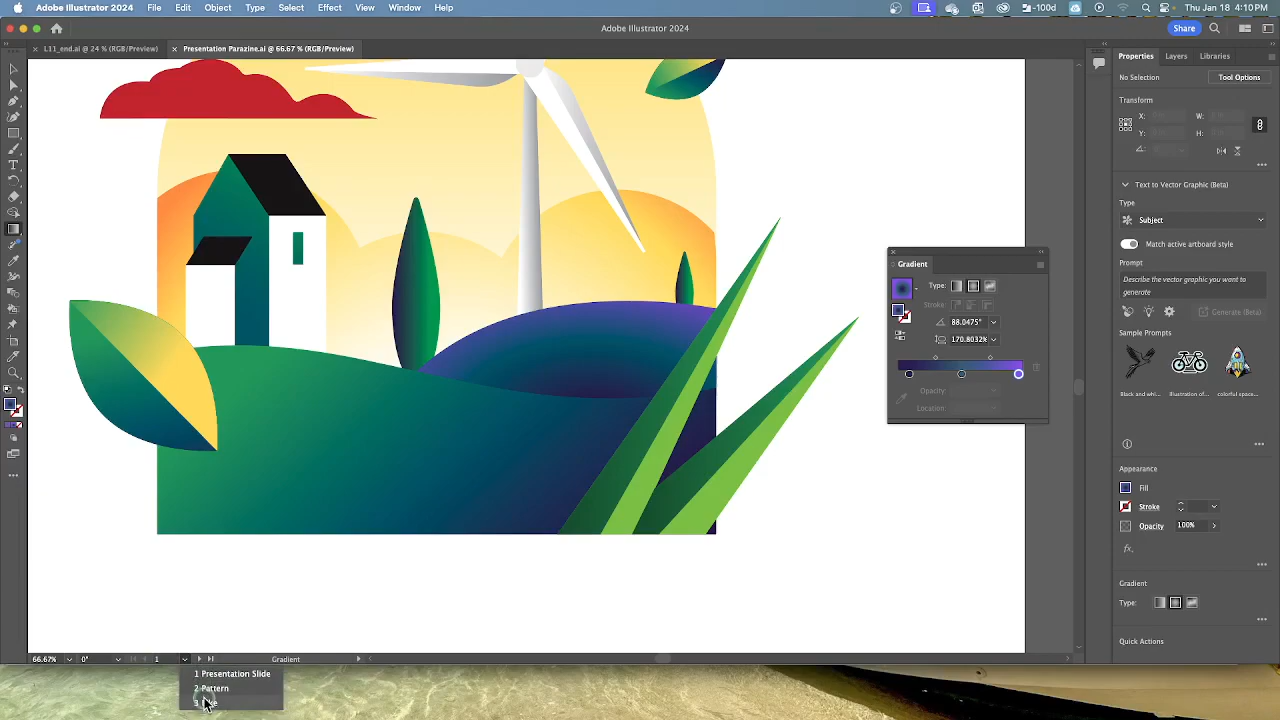 Adobe Illustrator 2024 File Edit Object Type Select Effect View Window Help
-100d
Thu Jan 18 4:10 PM
Adobe Illustrator 2024
Share
L11_end.ai @ 24 % (RGB/Preview)
Presentation Parazine.ai @ 66.67 % (RGB/Preview)
Properties Layers Libraries
No Selection
Tool Options
Transform
X:
W:
Y:
H:
Text to Vector Graphic (Beta)
Type
Subject
Match active artboard style
Prompt
Describe the vector graphic you want to
generate
Generate (Beta)
Sample Prompts
Black and whi...
Illustration of...
colorful space...
Appearance
Fill
Stroke
Opacity
100%
fx
Gradient
Type:
Quick Actions
Gradient
Type:
Stroke:
88.0475°
170.8032%
Opacity:
Location:
66.67%
0°
1
Gradient
1 Presentation Slide
2 Pattern
3